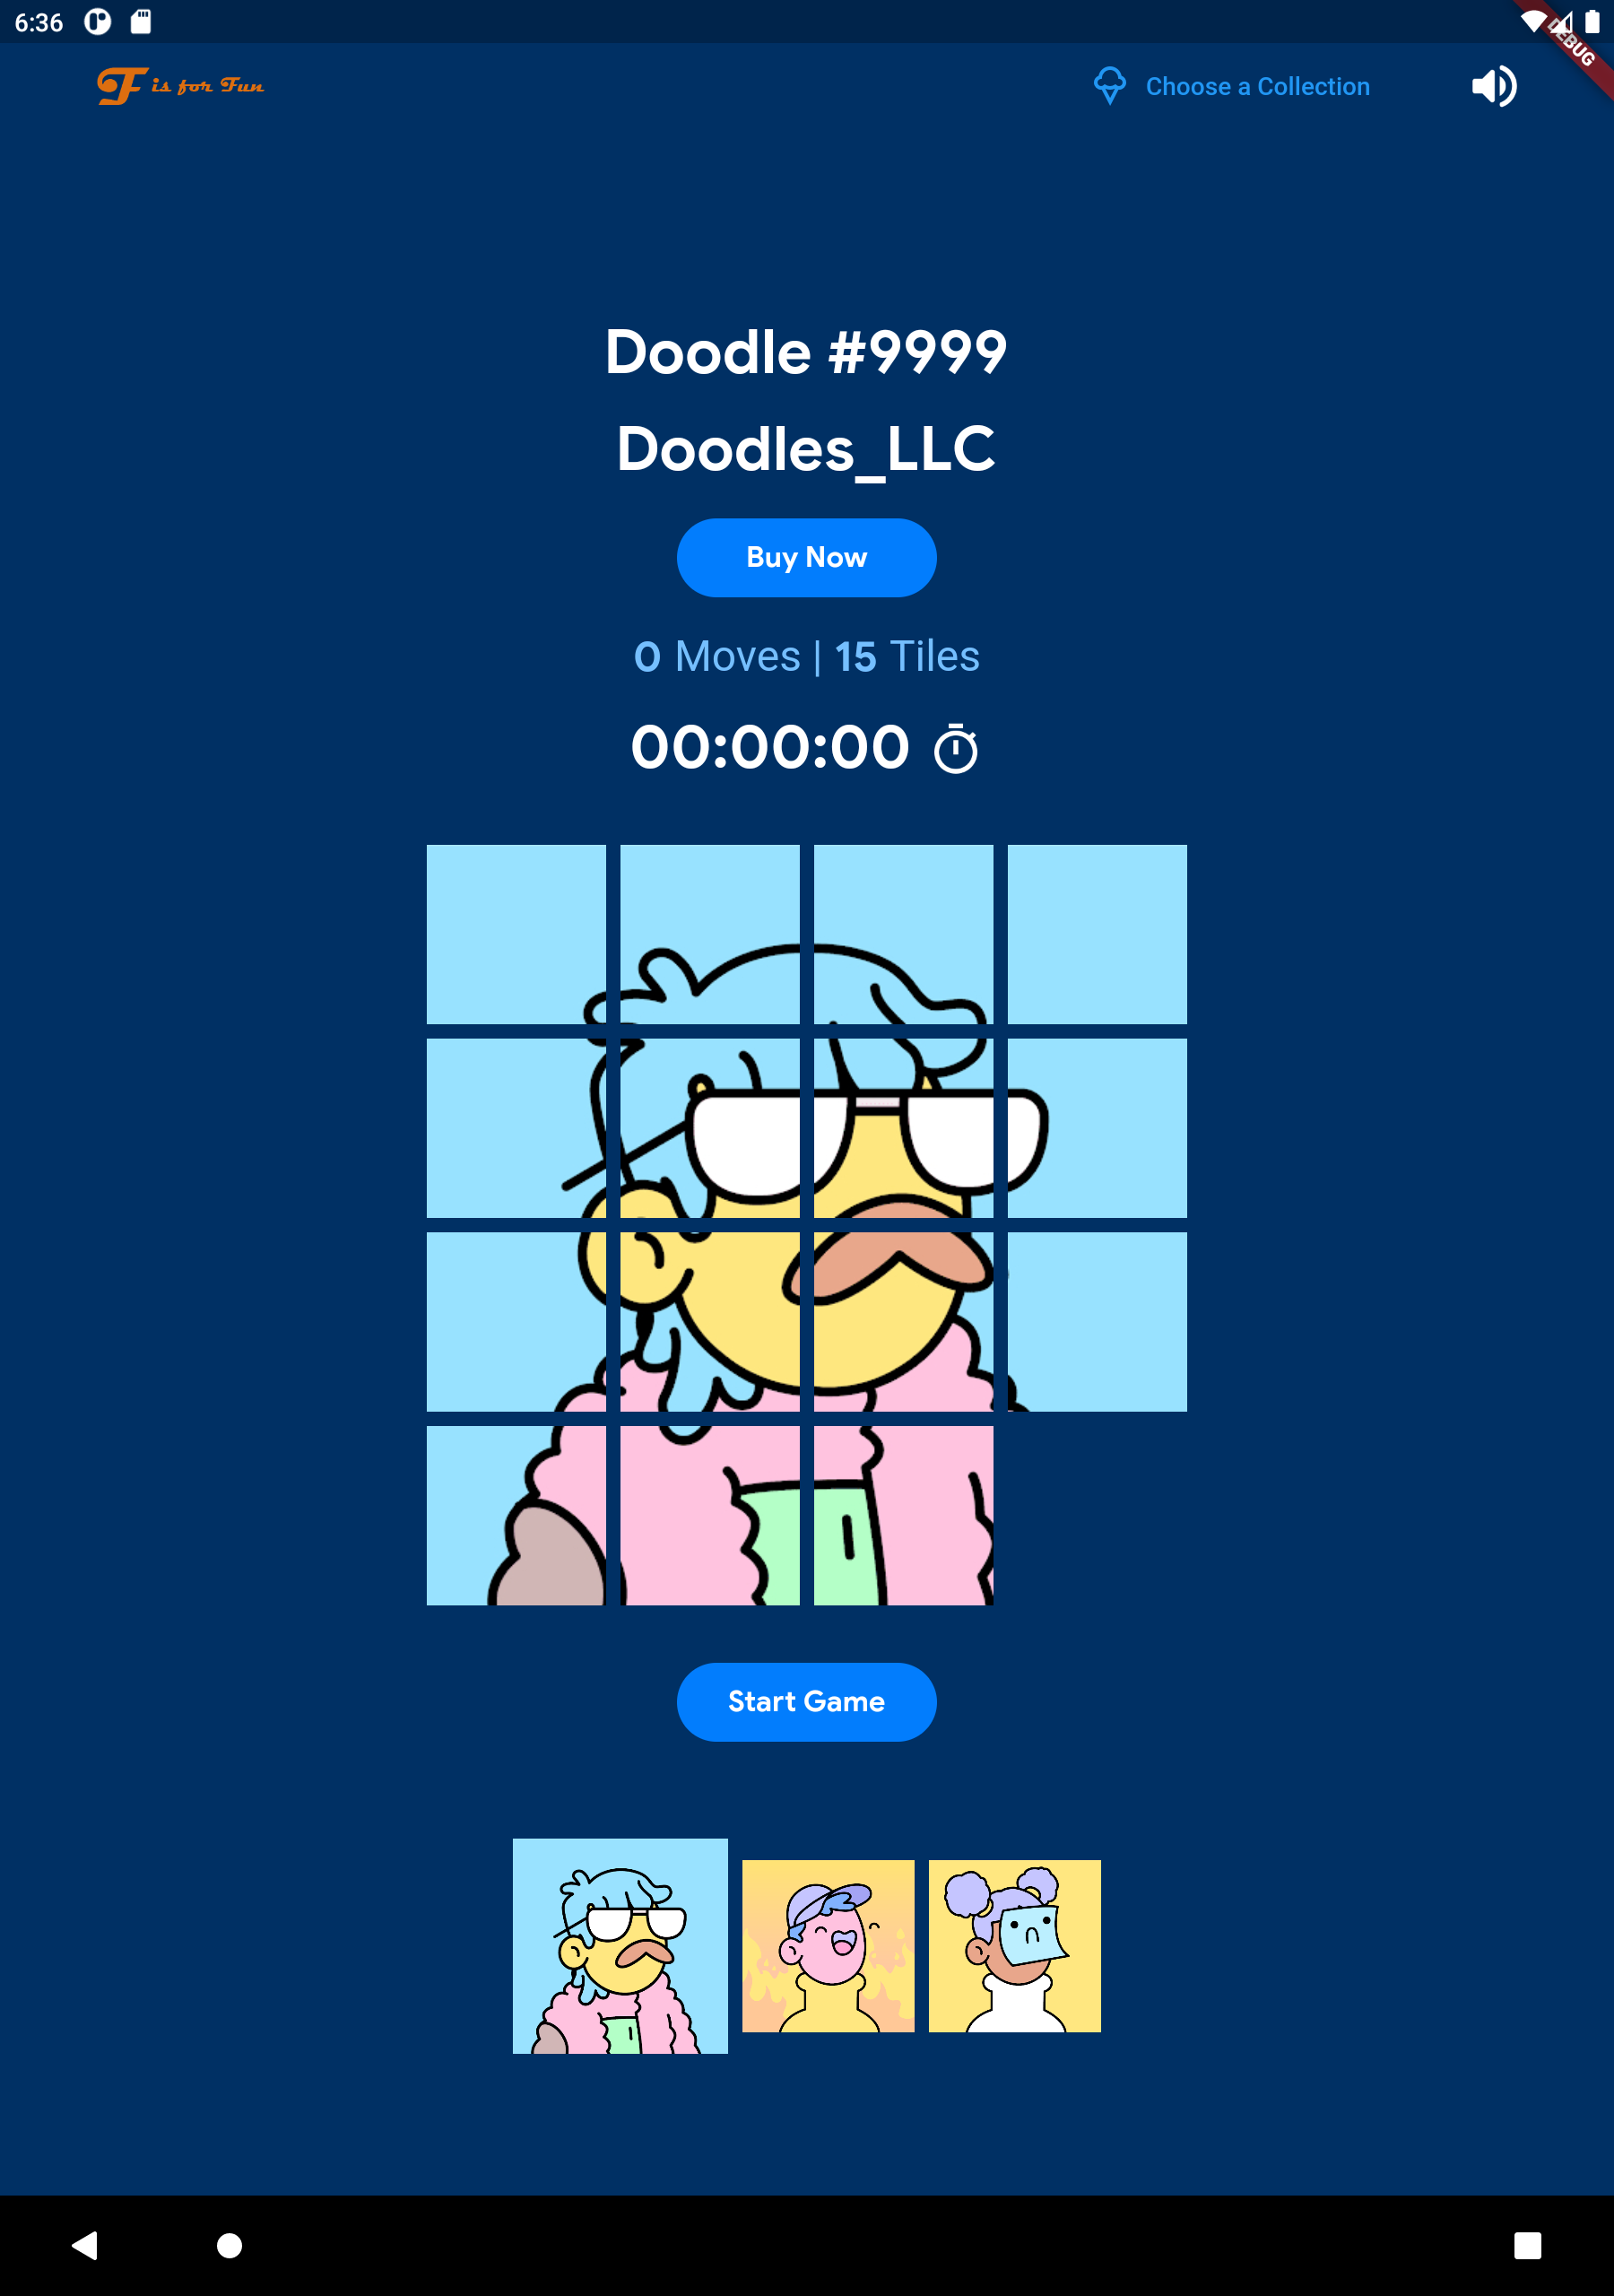 6:36
DEBUG
F is for Fun
Choose a Collection
Doodle #9999
Doodles_LLC
Buy Now
0 Moves | 15 Tiles
00:00:00
Start Game